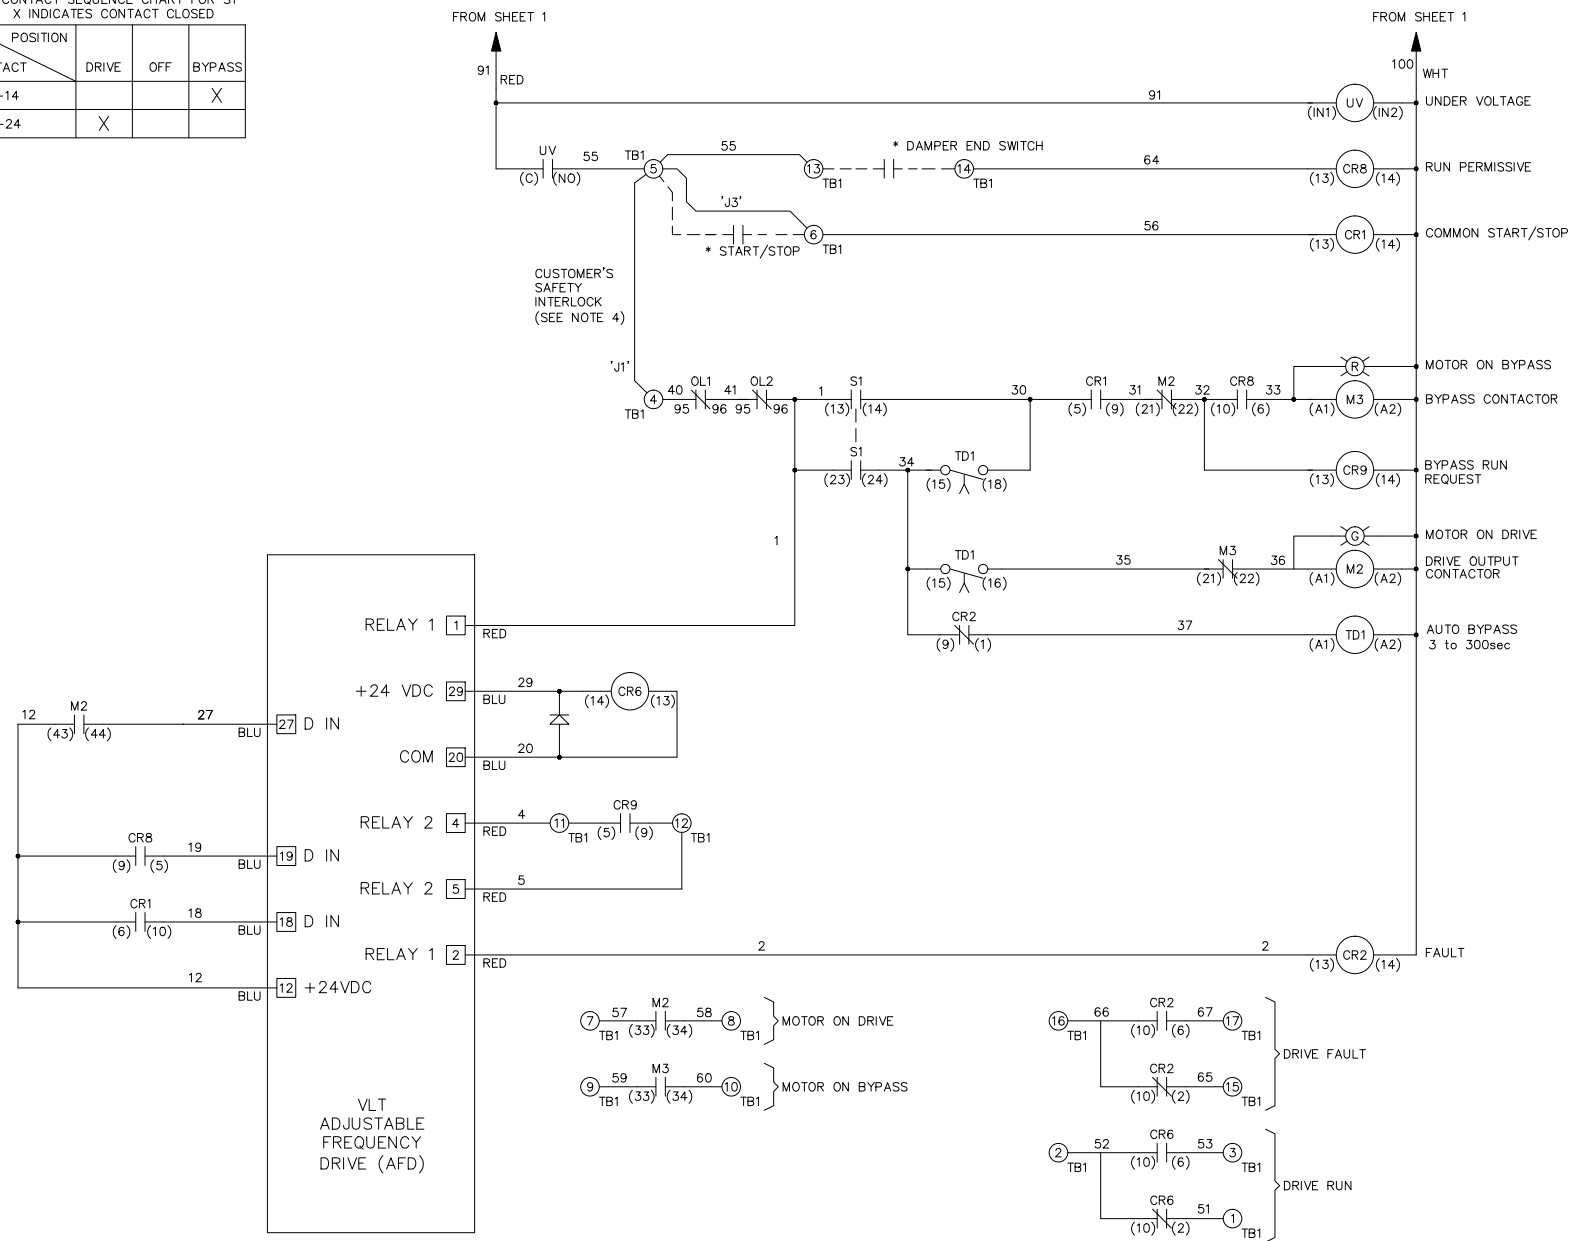 X INDICATES CONTACT CLOSED
POSITION
TACT
DRIVE
OFF
BYPASS
-14
X
-24
X
FROM SHEET 1
FROM SHEET 1
91
RED
100
WHT
91
(IN1)
UV
(IN2)
UNDER VOLTAGE
UV
(C)
(NO)
55
TB1
5
55
13
TB1
* DAMPER END SWITCH
14
TB1
64
(13)
CR8
(14)
RUN PERMISSIVE
'J3'
* START/STOP
6
TB1
56
(13)
CR1
(14)
COMMON START/STOP
CUSTOMER'S
SAFETY
INTERLOCK
(SEE NOTE 4)
'J1'
4
TB1
40
OL1
95
96
41
OL2
95
96
1
S1
(13)
(14)
30
CR1
(5)
(9)
31
M2
(21)
(22)
32
CR8
(10)
(6)
33
R
MOTOR ON BYPASS
(A1)
M3
(A2)
BYPASS CONTACTOR
S1
(23)
(24)
34
TD1
(15)
(18)
(13)
CR9
(14)
BYPASS RUN
REQUEST
1
TD1
(15)
(16)
35
M3
(21)
(22)
36
G
MOTOR ON DRIVE
(A1)
M2
(A2)
DRIVE OUTPUT
CONTACTOR
CR2
(9)
(1)
37
(A1)
TD1
(A2)
AUTO BYPASS
3 to 300sec
RELAY 1
1
RED
+24 VDC
29
BLU
29
(14)
CR6
(13)
12
M2
(43)
(44)
27
BLU
27
D IN
COM
20
BLU
20
RELAY 2
4
RED
4
11
TB1
CR9
(5)
(9)
12
TB1
CR8
(9)
(5)
19
BLU
19
D IN
RELAY 2
5
RED
5
CR1
(6)
(10)
18
BLU
18
D IN
RELAY 1
2
RED
2
2
(13)
CR2
(14)
FAULT
12
BLU
12
+24VDC
7
TB1
57
M2
(33)
(34)
58
8
TB1
MOTOR ON DRIVE
9
TB1
59
M3
(33)
(34)
60
10
TB1
MOTOR ON BYPASS
16
TB1
66
CR2
(10)
(6)
67
17
TB1
CR2
(10)
(2)
65
15
TB1
DRIVE FAULT
2
TB1
52
CR6
(10)
(6)
53
3
TB1
CR6
(10)
(2)
51
1
TB1
DRIVE RUN
VLT
ADJUSTABLE
FREQUENCY
DRIVE (AFD)